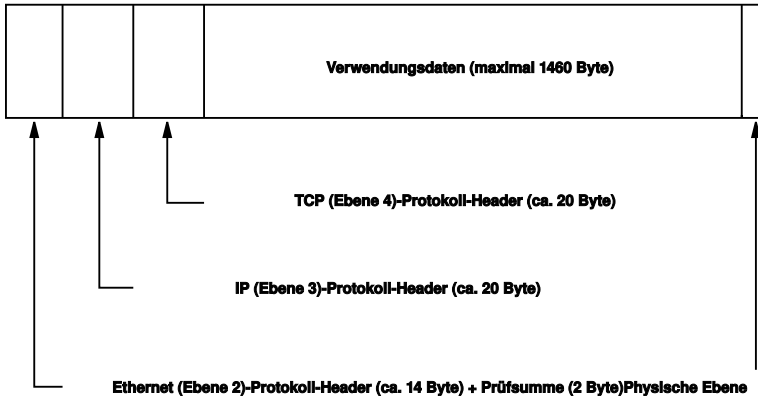 Verwendungsdaten (maximal 1460 Byte)
TCP (Ebene 4)-Protokoll-Header (ca. 20 Byte)
IP (Ebene 3)-Protokoll-Header (ca. 20 Byte)
Ethernet (Ebene 2)-Protokoll-Header (ca. 14 Byte) + Prüfsumme (2 Byte)Physische Ebene